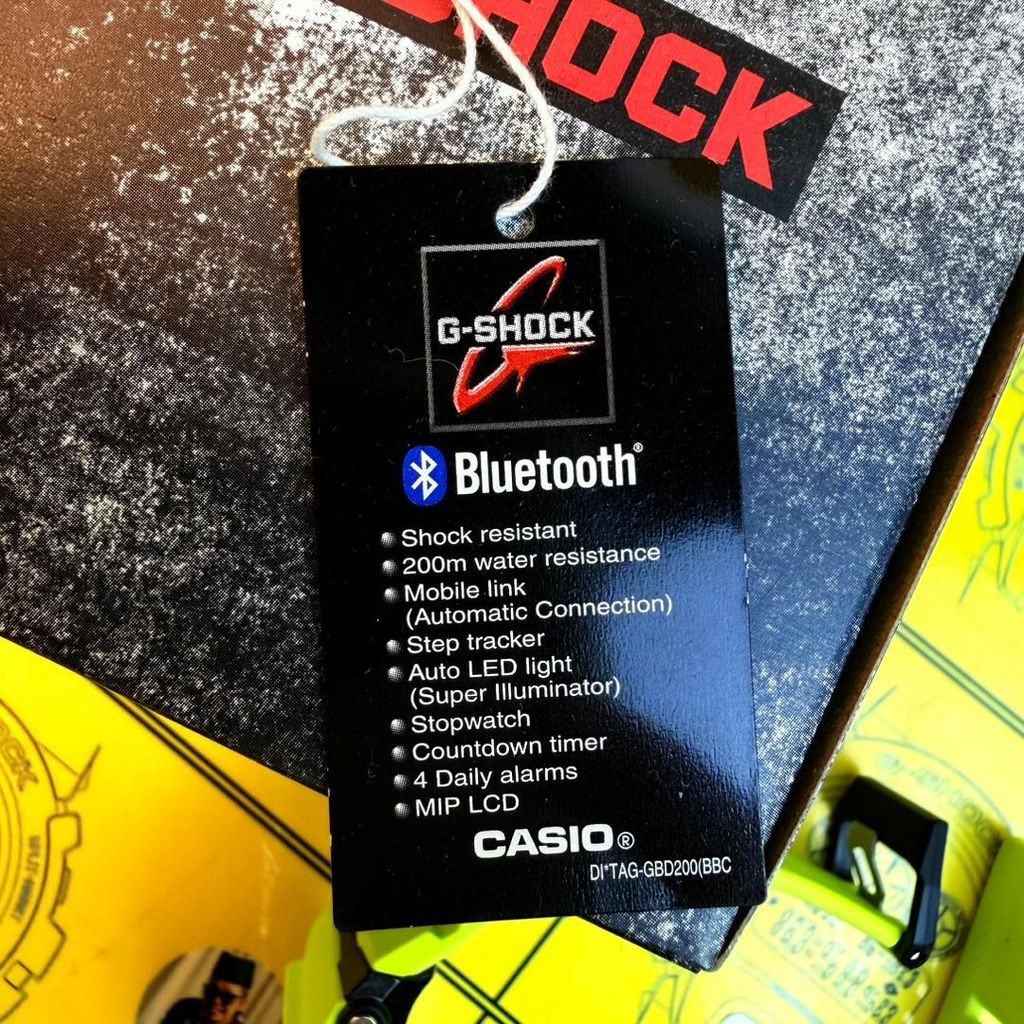 SHOCK
G-SHOCK
Bluetooth®
Shock resistant
200m water resistance
Mobile link
(Automatic Connection)
Step tracker
Auto LED light
(Super Illuminator)
Stopwatch
Countdown timer
4 Daily alarms
MIP LCD
CASIO®
DI*TAG-GBD200(BBC